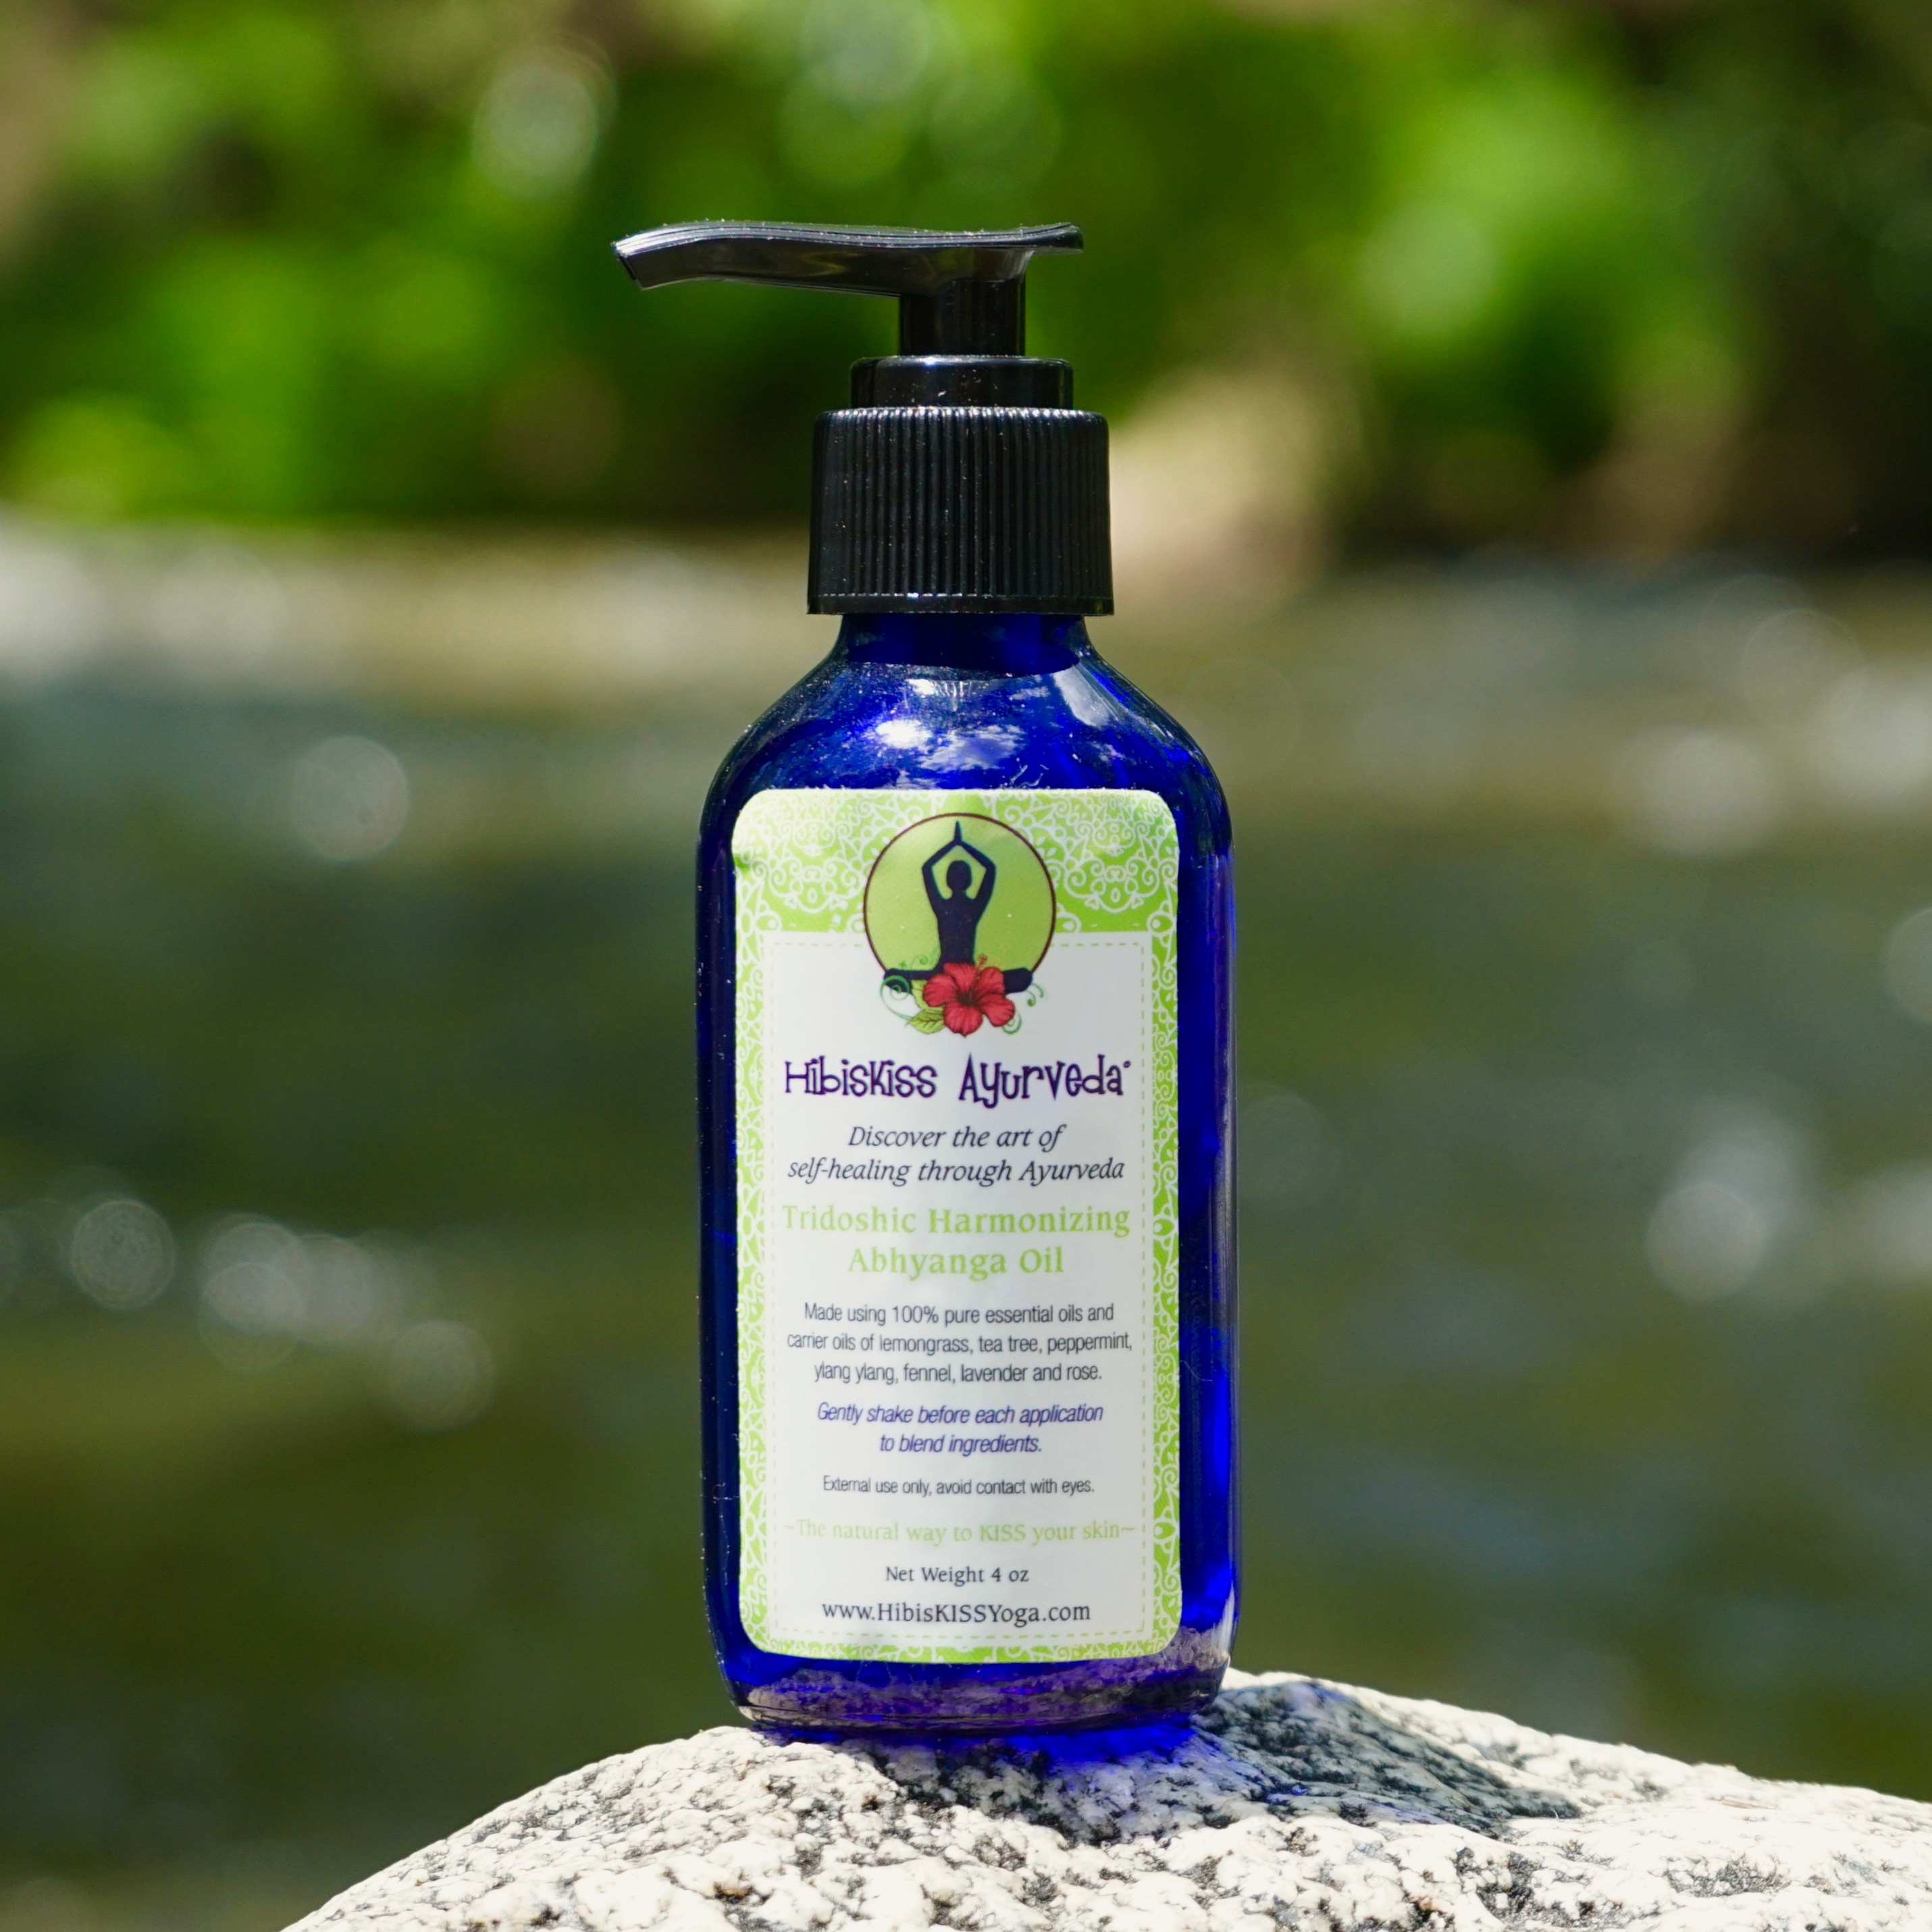 HibisKiss Ayurveda®
Discover the art of
self-healing through Ayurveda
Tridoshic Harmonizing
Abhyanga Oil
Made using 100% pure essential oils and
carrier oils of lemongrass, tea tree, peppermint,
ylang ylang, fennel, lavender and rose.
Gently shake before each application
to blend ingredients.
External use only, avoid contact with eyes.
~The natural way to KISS your skin~
Net Weight 4 oz
www.HibisKISSYoga.com